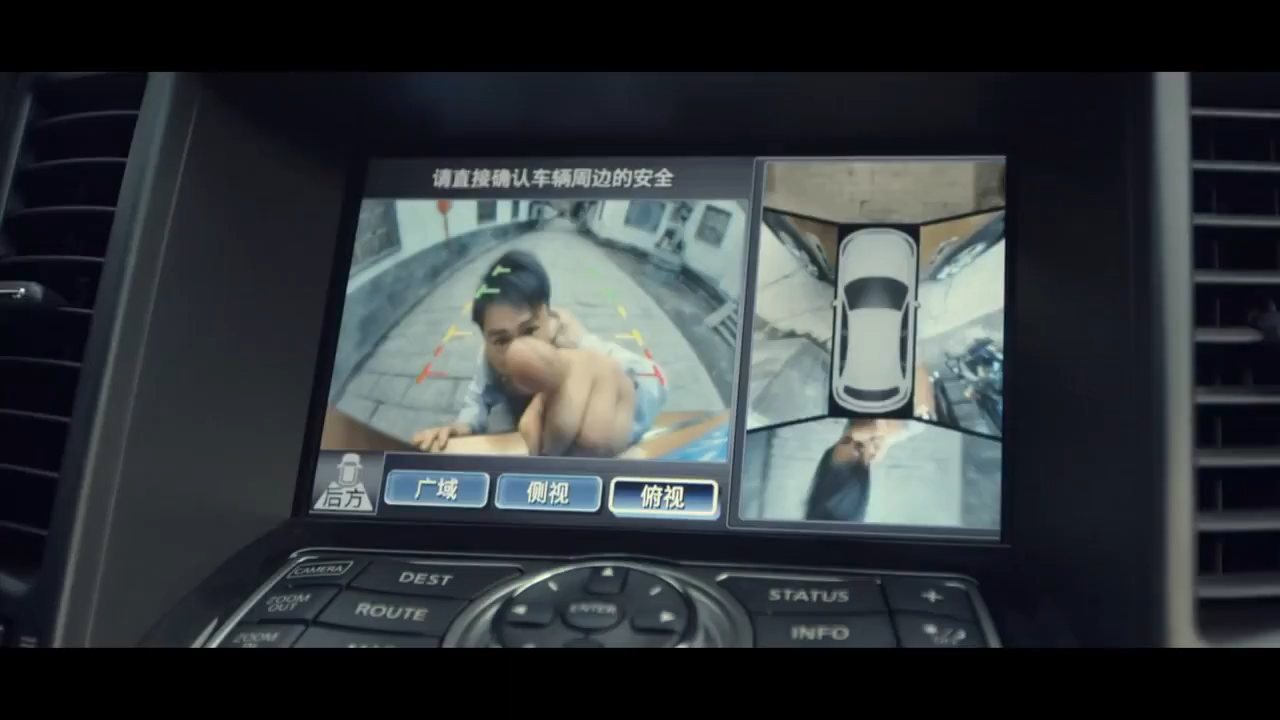 请直接确认车辆周边的安全
后方
广域
侧视
俯视
CAMERA
DEST
STATUS
ZOOM OUT
ROUTE
ENTER
INFO
ZOOM